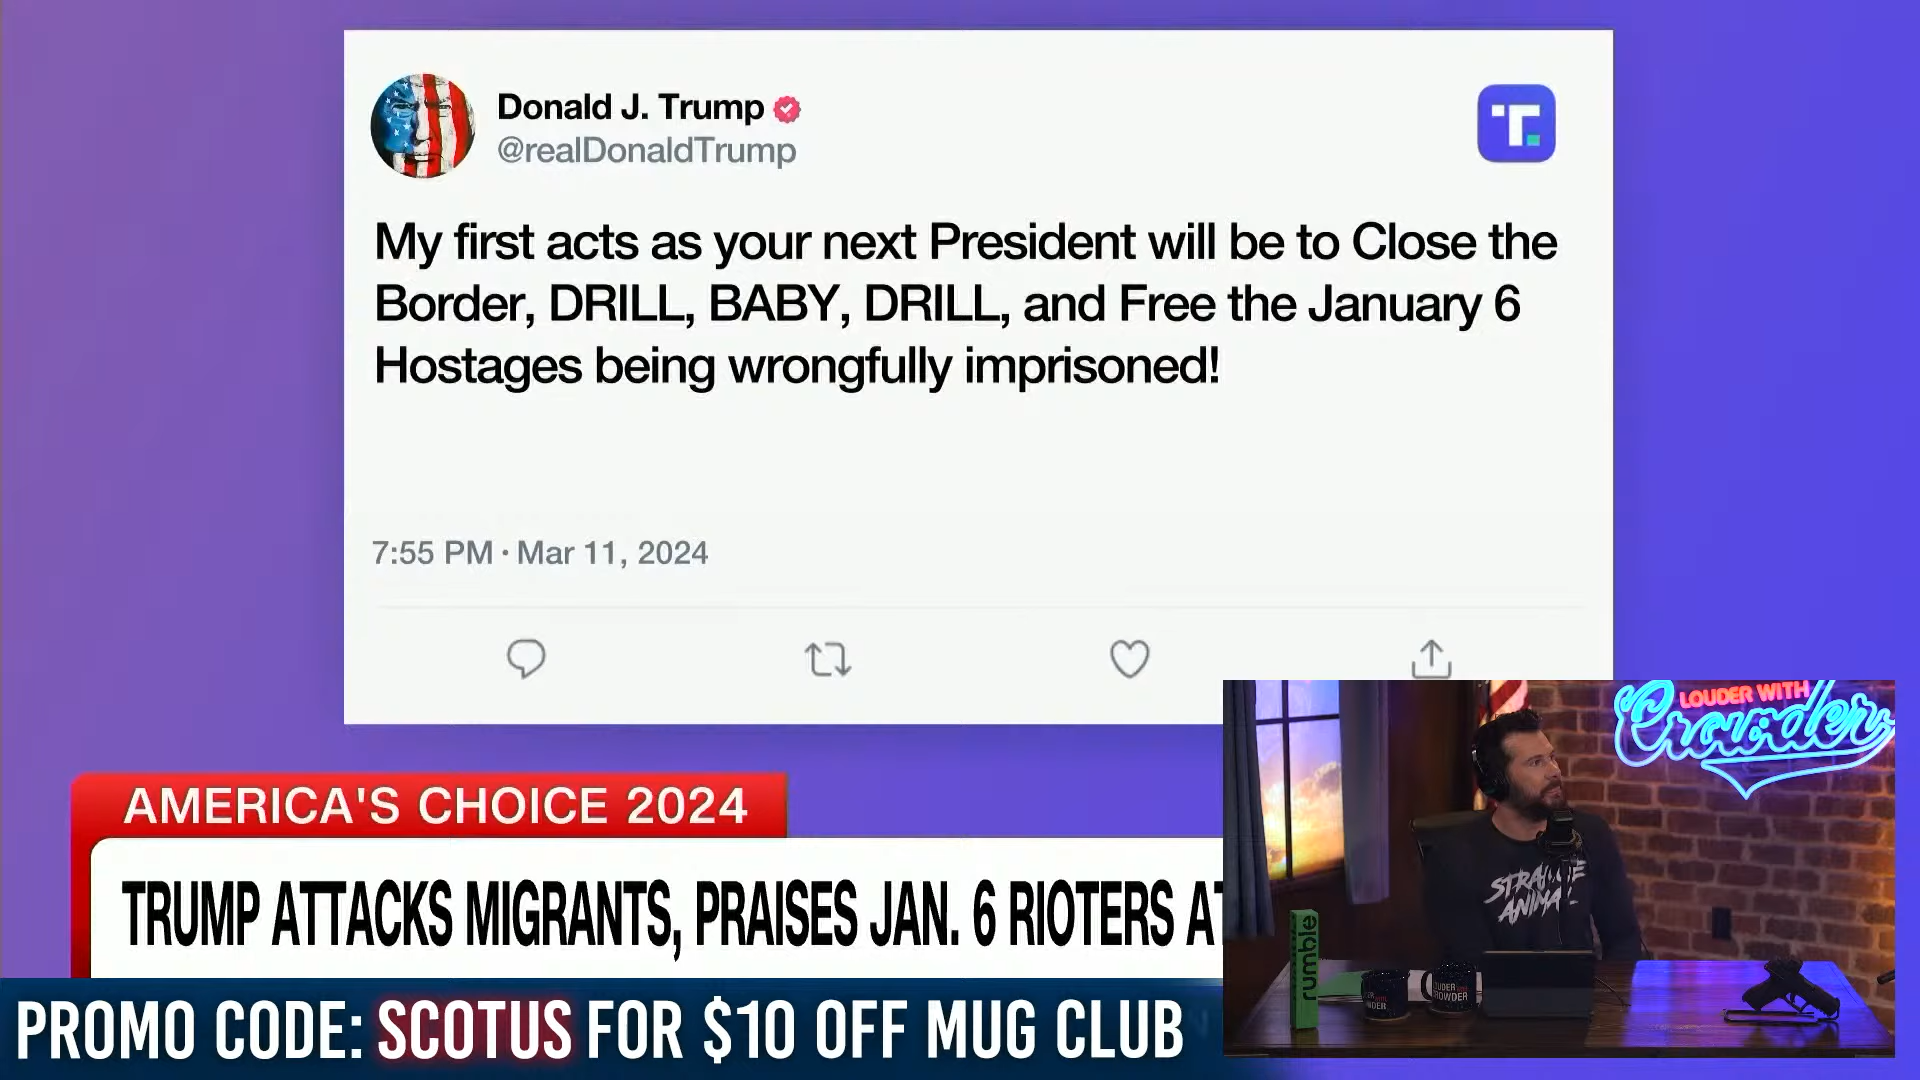 Donald J. Trump
@realDonaldTrump
T.
My first acts as your next President will be to Close the
Border, DRILL, BABY, DRILL, and Free the January 6
Hostages being wrongfully imprisoned!
7:55 PM · Mar 11, 2024
AMERICA'S CHOICE 2024
TRUMP ATTACKS MIGRANTS, PRAISES JAN. 6 RIOTERS AT
PROMO CODE: SCOTUS FOR $10 OFF MUG CLUB
LOUDER WITH
Crowder
STRANGE
rumble
CROWDER